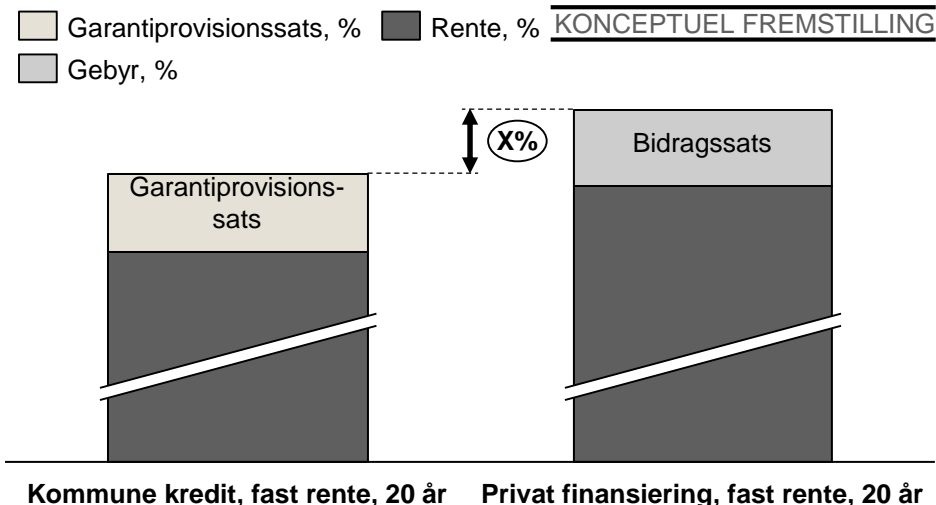 Garantiprovisionssats, % Rente, % KONCEPTUEL FREMSTILLING
Gebyr, %
X%
Bidragssats
Garantiprovisions-
sats
Kommune kredit, fast rente, 20 år Privat finansiering, fast rente, 20 år